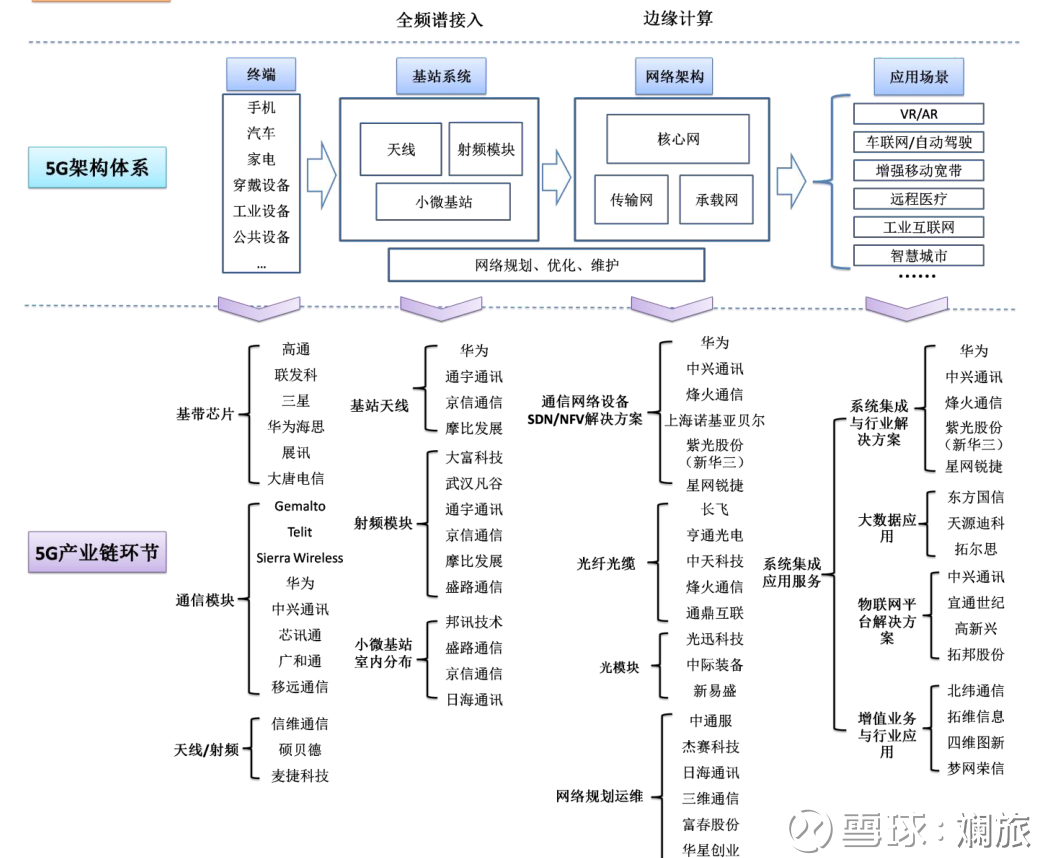 全频谱接入
边缘计算
终端
基站系统
网络架构
应用场景
5G架构体系
手机
汽车
家电
穿戴设备
工业设备
公共设备
...
天线
射频模块
小微基站
核心网
传输网
承载网
网络规划、优化、维护
VR/AR
车联网/自动驾驶
增强移动宽带
远程医疗
工业互联网
智慧城市
......
5G产业链环节
基带芯片
高通
联发科
三星
华为海思
展讯
大唐电信
通信模块
Gemalto
Telit
Sierra Wireless
华为
中兴通讯
芯讯通
广和通
移远通信
天线/射频
信维通信
硕贝德
麦捷科技
基站天线
华为
通宇通讯
京信通信
摩比发展
射频模块
大富科技
武汉凡谷
通宇通讯
京信通信
摩比发展
盛路通信
小微基站
室内分布
邦讯技术
盛路通信
京信通信
日海通讯
通信网络设备
SDN/NFV解决方案
华为
中兴通讯
烽火通信
上海诺基亚贝尔
紫光股份
（新华三）
星网锐捷
光纤光缆
长飞
亨通光电
中天科技
烽火通信
通鼎互联
光模块
光迅科技
中际装备
新易盛
网络规划运维
中通服
杰赛科技
日海通讯
三维通信
富春股份
华星创业
系统集成
应用服务
系统集成
与行业解
决方案
华为
中兴通讯
烽火通信
紫光股份
（新华三）
星网锐捷
大数据应
用
东方国信
天源迪科
拓尔思
物联网平
台解决方
案
中兴通讯
宜通世纪
高新兴
拓邦股份
增值业务
与行业应
用
北纬通信
拓维信息
四维图新
梦网荣信
雪球：斓旅